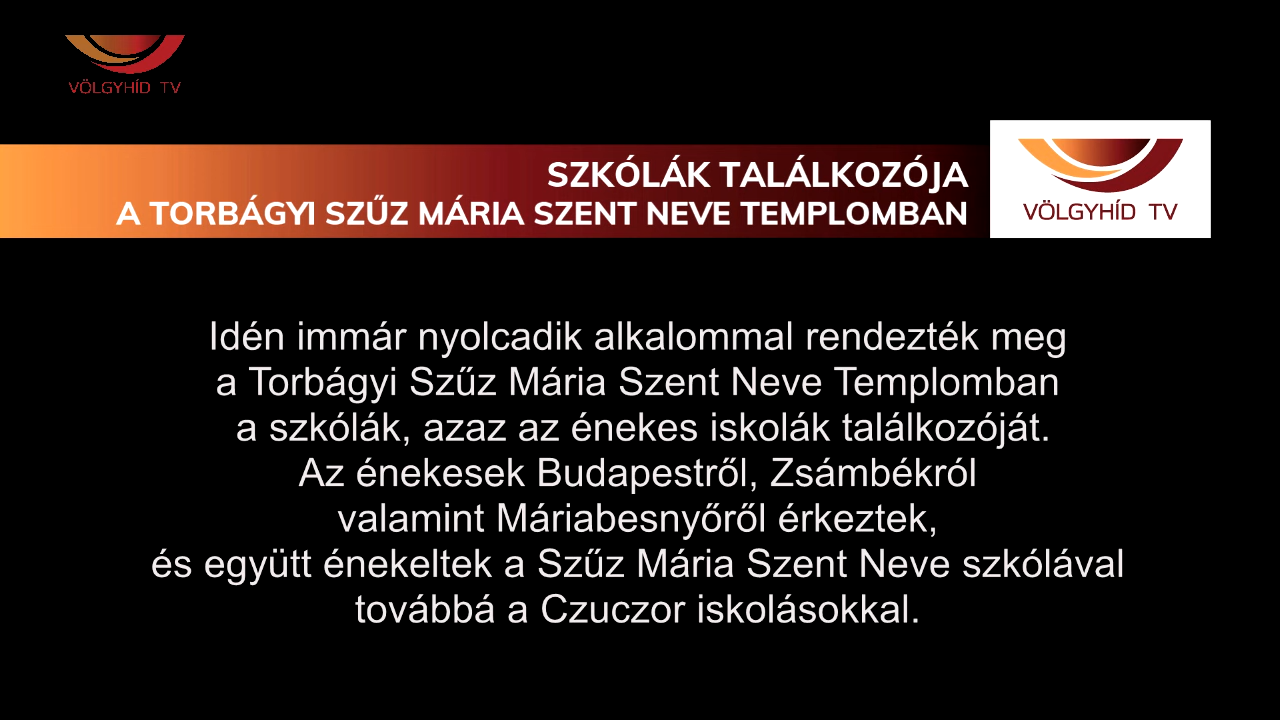 VÖLGYHÍD TV
SZKÓLÁK TALÁLKOZÓJA
A TORBÁGYI SZŰZ MÁRIA SZENT NEVE TEMPLOMBAN
VÖLGYHÍD TV
Idén immár nyolcadik alkalommal rendezték meg
a Torbágyi Szűz Mária Szent Neve Templomban
a szkólák, azaz az énekes iskolák találkozóját.
Az énekesek Budapestről, Zsámbékról
valamint Máriabesnyőről érkeztek,
és együtt énekeltek a Szűz Mária Szent Neve szkólával
továbbá a Czuczor iskolásokkal.